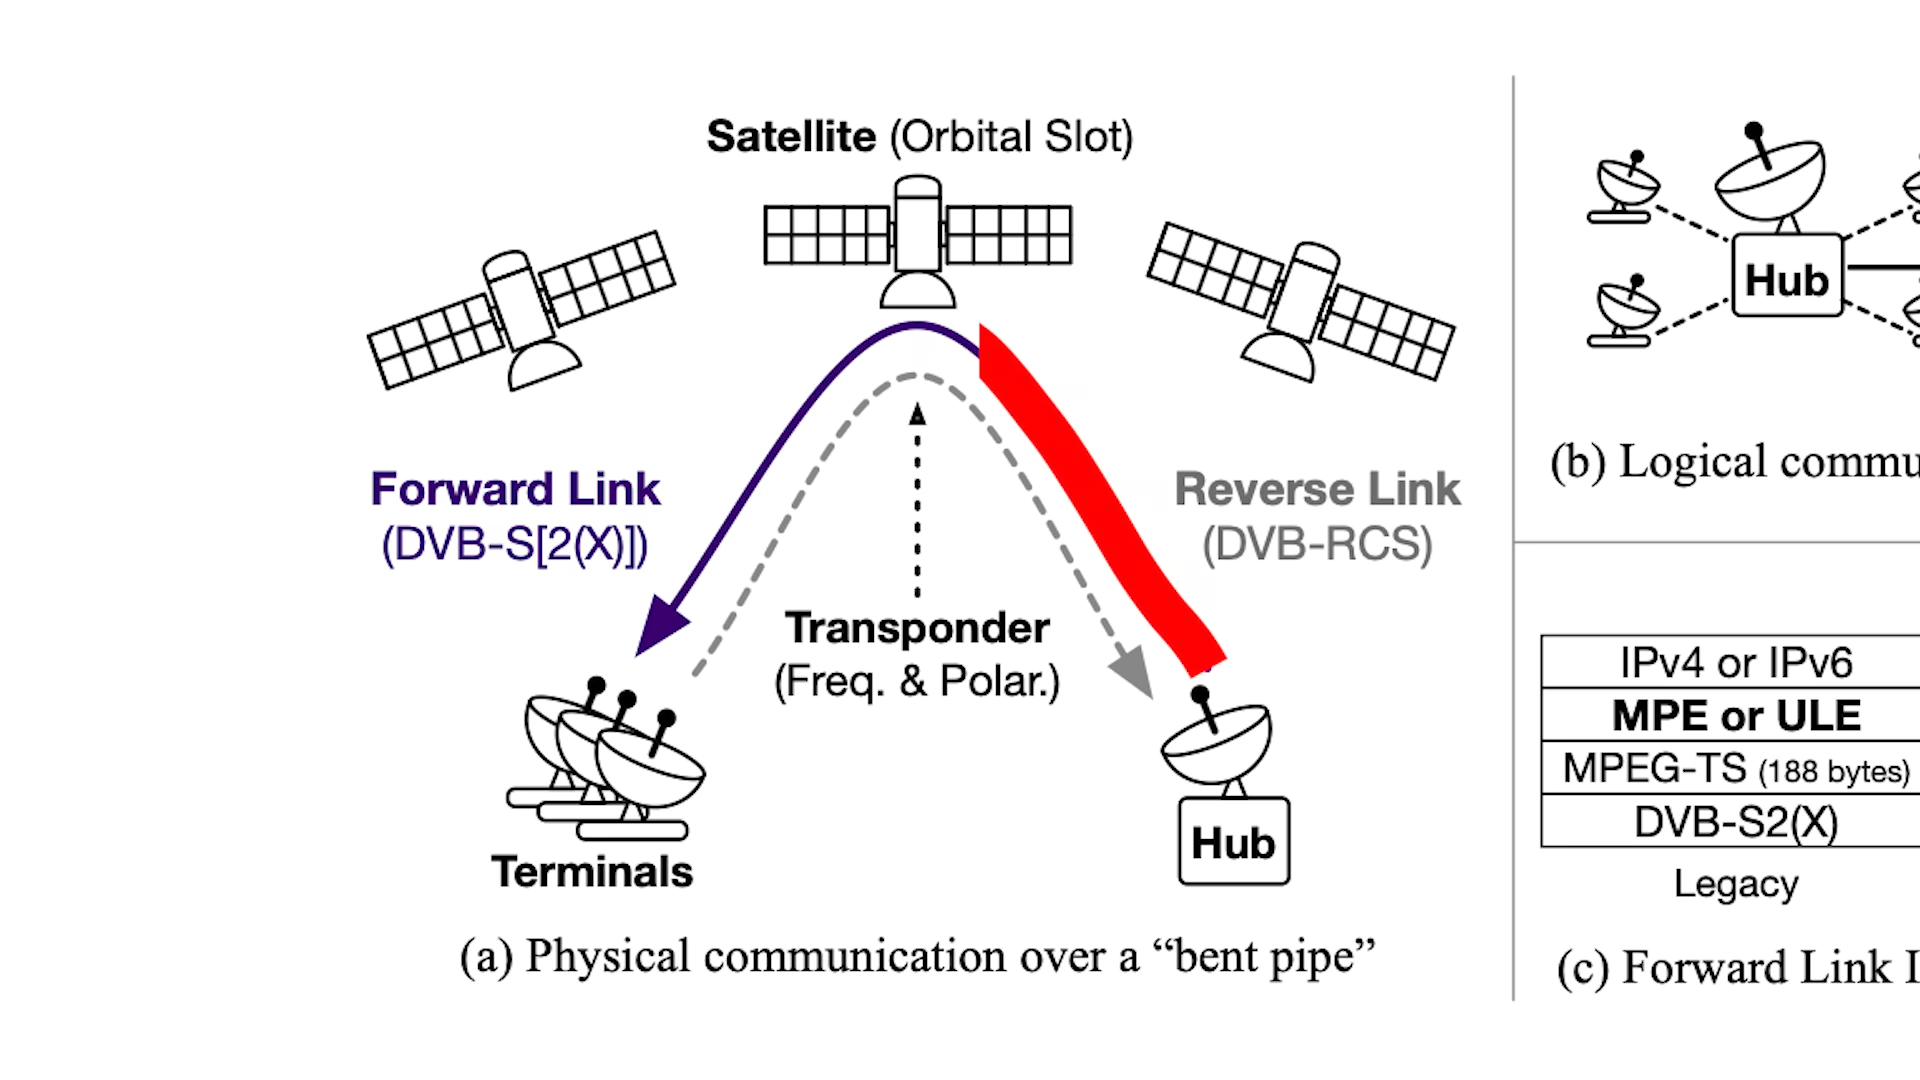 Satellite (Orbital Slot)
Forward Link
(DVB-S[2(X)])
Reverse Link
(DVB-RCS)
Transponder
(Freq. & Polar.)
Terminals
Hub
(a) Physical communication over a “bent pipe”
Hub
(b) Logical commu
IPv4 or IPv6
MPE or ULE
MPEG-TS (188 bytes)
DVB-S2(X)
Legacy
(c) Forward Link